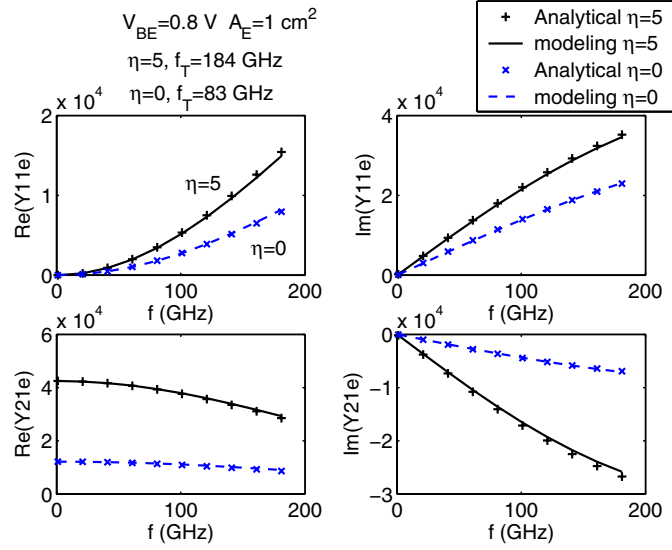 V_BE=0.8 V A_E=1 cm^2
η=5, f_T=184 GHz
η=0, f_T=83 GHz
Analytical η=5
modeling η=5
Analytical η=0
modeling η=0
x 10^4
2
1
0
Re(Y11e)
η=5
η=0
0 100 200
f (GHz)
x 10^4
4
2
0
Im(Y11e)
0 100 200
f (GHz)
x 10^4
6
4
2
0
Re(Y21e)
0 100 200
f (GHz)
x 10^4
0
−1
−2
−3
Im(Y21e)
0 100 200
f (GHz)